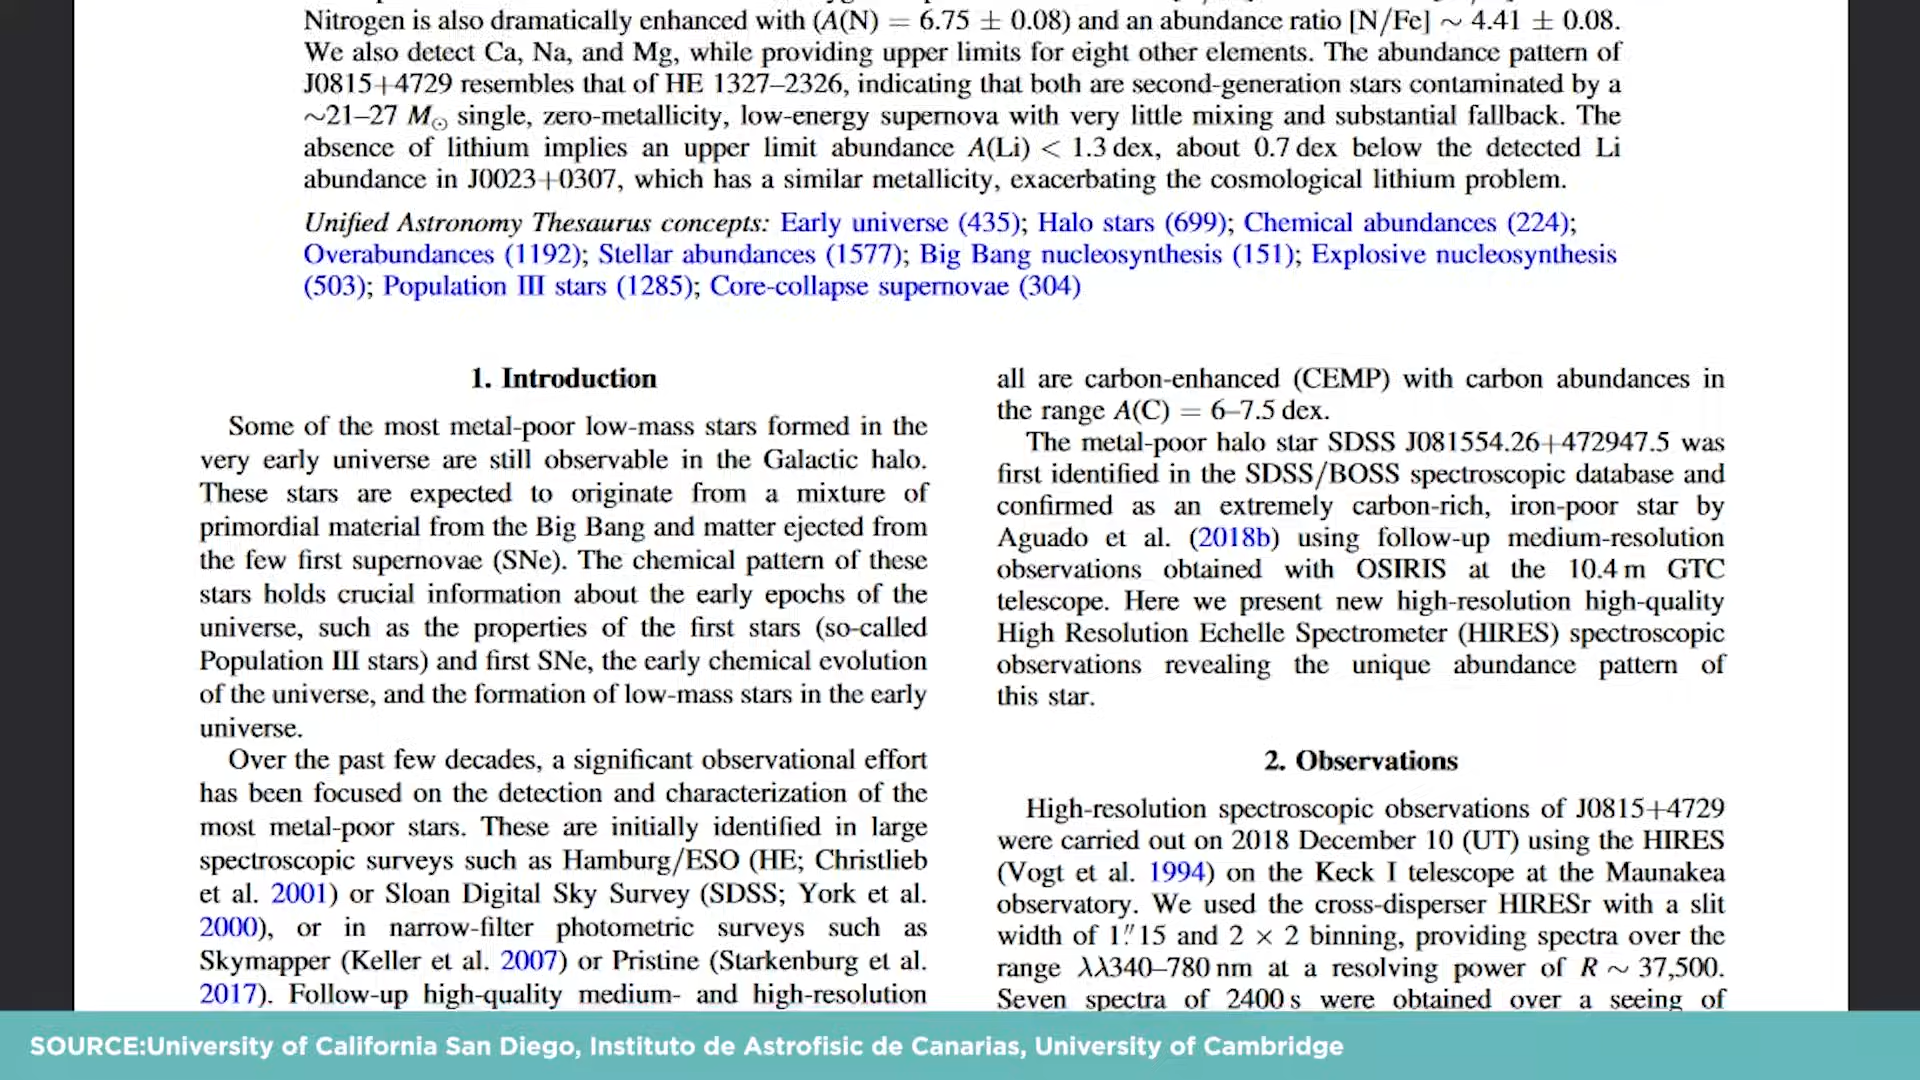 Nitrogen is also dramatically enhanced with (A(N) = 6.75 ± 0.08) and an abundance ratio [N/Fe] ∼ 4.41 ± 0.08.
We also detect Ca, Na, and Mg, while providing upper limits for eight other elements. The abundance pattern of
J0815+4729 resembles that of HE 1327–2326, indicating that both are second-generation stars contaminated by a
∼21–27 M⊙ single, zero-metallicity, low-energy supernova with very little mixing and substantial fallback. The
absence of lithium implies an upper limit abundance A(Li) < 1.3 dex, about 0.7 dex below the detected Li
abundance in J0023+0307, which has a similar metallicity, exacerbating the cosmological lithium problem.
Unified Astronomy Thesaurus concepts: Early universe (435); Halo stars (699); Chemical abundances (224);
Overabundances (1192); Stellar abundances (1577); Big Bang nucleosynthesis (151); Explosive nucleosynthesis
(503); Population III stars (1285); Core-collapse supernovae (304)
1. Introduction
Some of the most metal-poor low-mass stars formed in the
very early universe are still observable in the Galactic halo.
These stars are expected to originate from a mixture of
primordial material from the Big Bang and matter ejected from
the few first supernovae (SNe). The chemical pattern of these
stars holds crucial information about the early epochs of the
universe, such as the properties of the first stars (so-called
Population III stars) and first SNe, the early chemical evolution
of the universe, and the formation of low-mass stars in the early
universe.
Over the past few decades, a significant observational effort
has been focused on the detection and characterization of the
most metal-poor stars. These are initially identified in large
spectroscopic surveys such as Hamburg/ESO (HE; Christlieb
et al. 2001) or Sloan Digital Sky Survey (SDSS; York et al.
2000), or in narrow-filter photometric surveys such as
Skymapper (Keller et al. 2007) or Pristine (Starkenburg et al.
2017). Follow-up high-quality medium- and high-resolution
all are carbon-enhanced (CEMP) with carbon abundances in
the range A(C) = 6–7.5 dex.
The metal-poor halo star SDSS J081554.26+472947.5 was
first identified in the SDSS/BOSS spectroscopic database and
confirmed as an extremely carbon-rich, iron-poor star by
Aguado et al. (2018b) using follow-up medium-resolution
observations obtained with OSIRIS at the 10.4 m GTC
telescope. Here we present new high-resolution high-quality
High Resolution Echelle Spectrometer (HIRES) spectroscopic
observations revealing the unique abundance pattern of
this star.
2. Observations
High-resolution spectroscopic observations of J0815+4729
were carried out on 2018 December 10 (UT) using the HIRES
(Vogt et al. 1994) on the Keck I telescope at the Maunakea
observatory. We used the cross-disperser HIRESr with a slit
width of 1.″15 and 2 × 2 binning, providing spectra over the
range λλ340–780 nm at a resolving power of R ∼ 37,500.
Seven spectra of 2400 s were obtained over a seeing of
SOURCE:University of California San Diego, Instituto de Astrofisic de Canarias, University of Cambridge